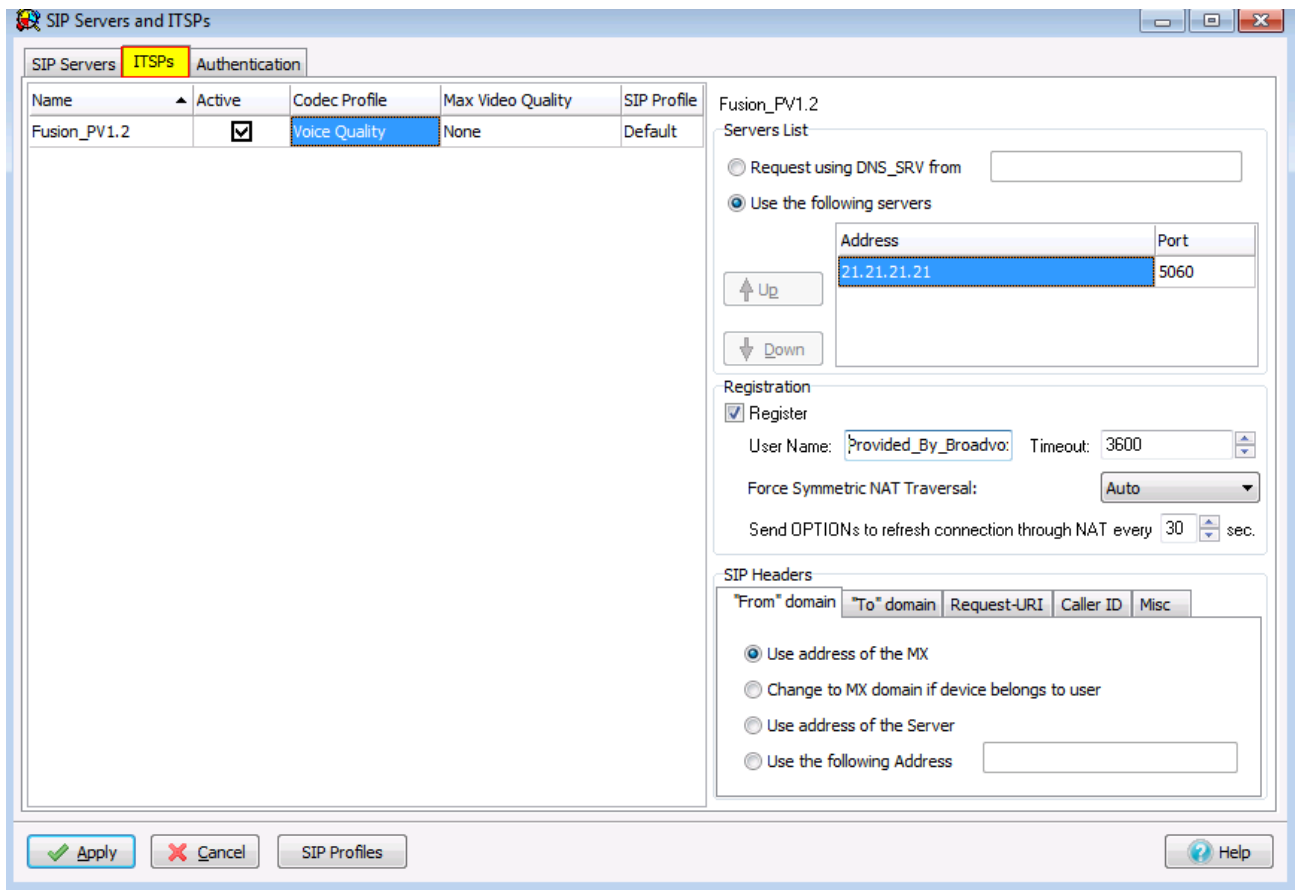 SIP Servers and ITSPs
SIP Servers ITSPs Authentication
Name Active Codec Profile Max Video Quality SIP Profile
Fusion_PV1.2 Voice Quality None Default
Fusion_PV1.2
Servers List
Request using DNS_SRV from
Use the following servers
Address Port
21.21.21.21 5060
Up
Down
Registration
Register
User Name: Provided_By_Broadvo: Timeout: 3600
Force Symmetric NAT Traversal: Auto
Send OPTIONs to refresh connection through NAT every 30 sec.
SIP Headers
"From" domain "To" domain Request-URI Caller ID Misc
Use address of the MX
Change to MX domain if device belongs to user
Use address of the Server
Use the following Address
Apply Cancel SIP Profiles Help